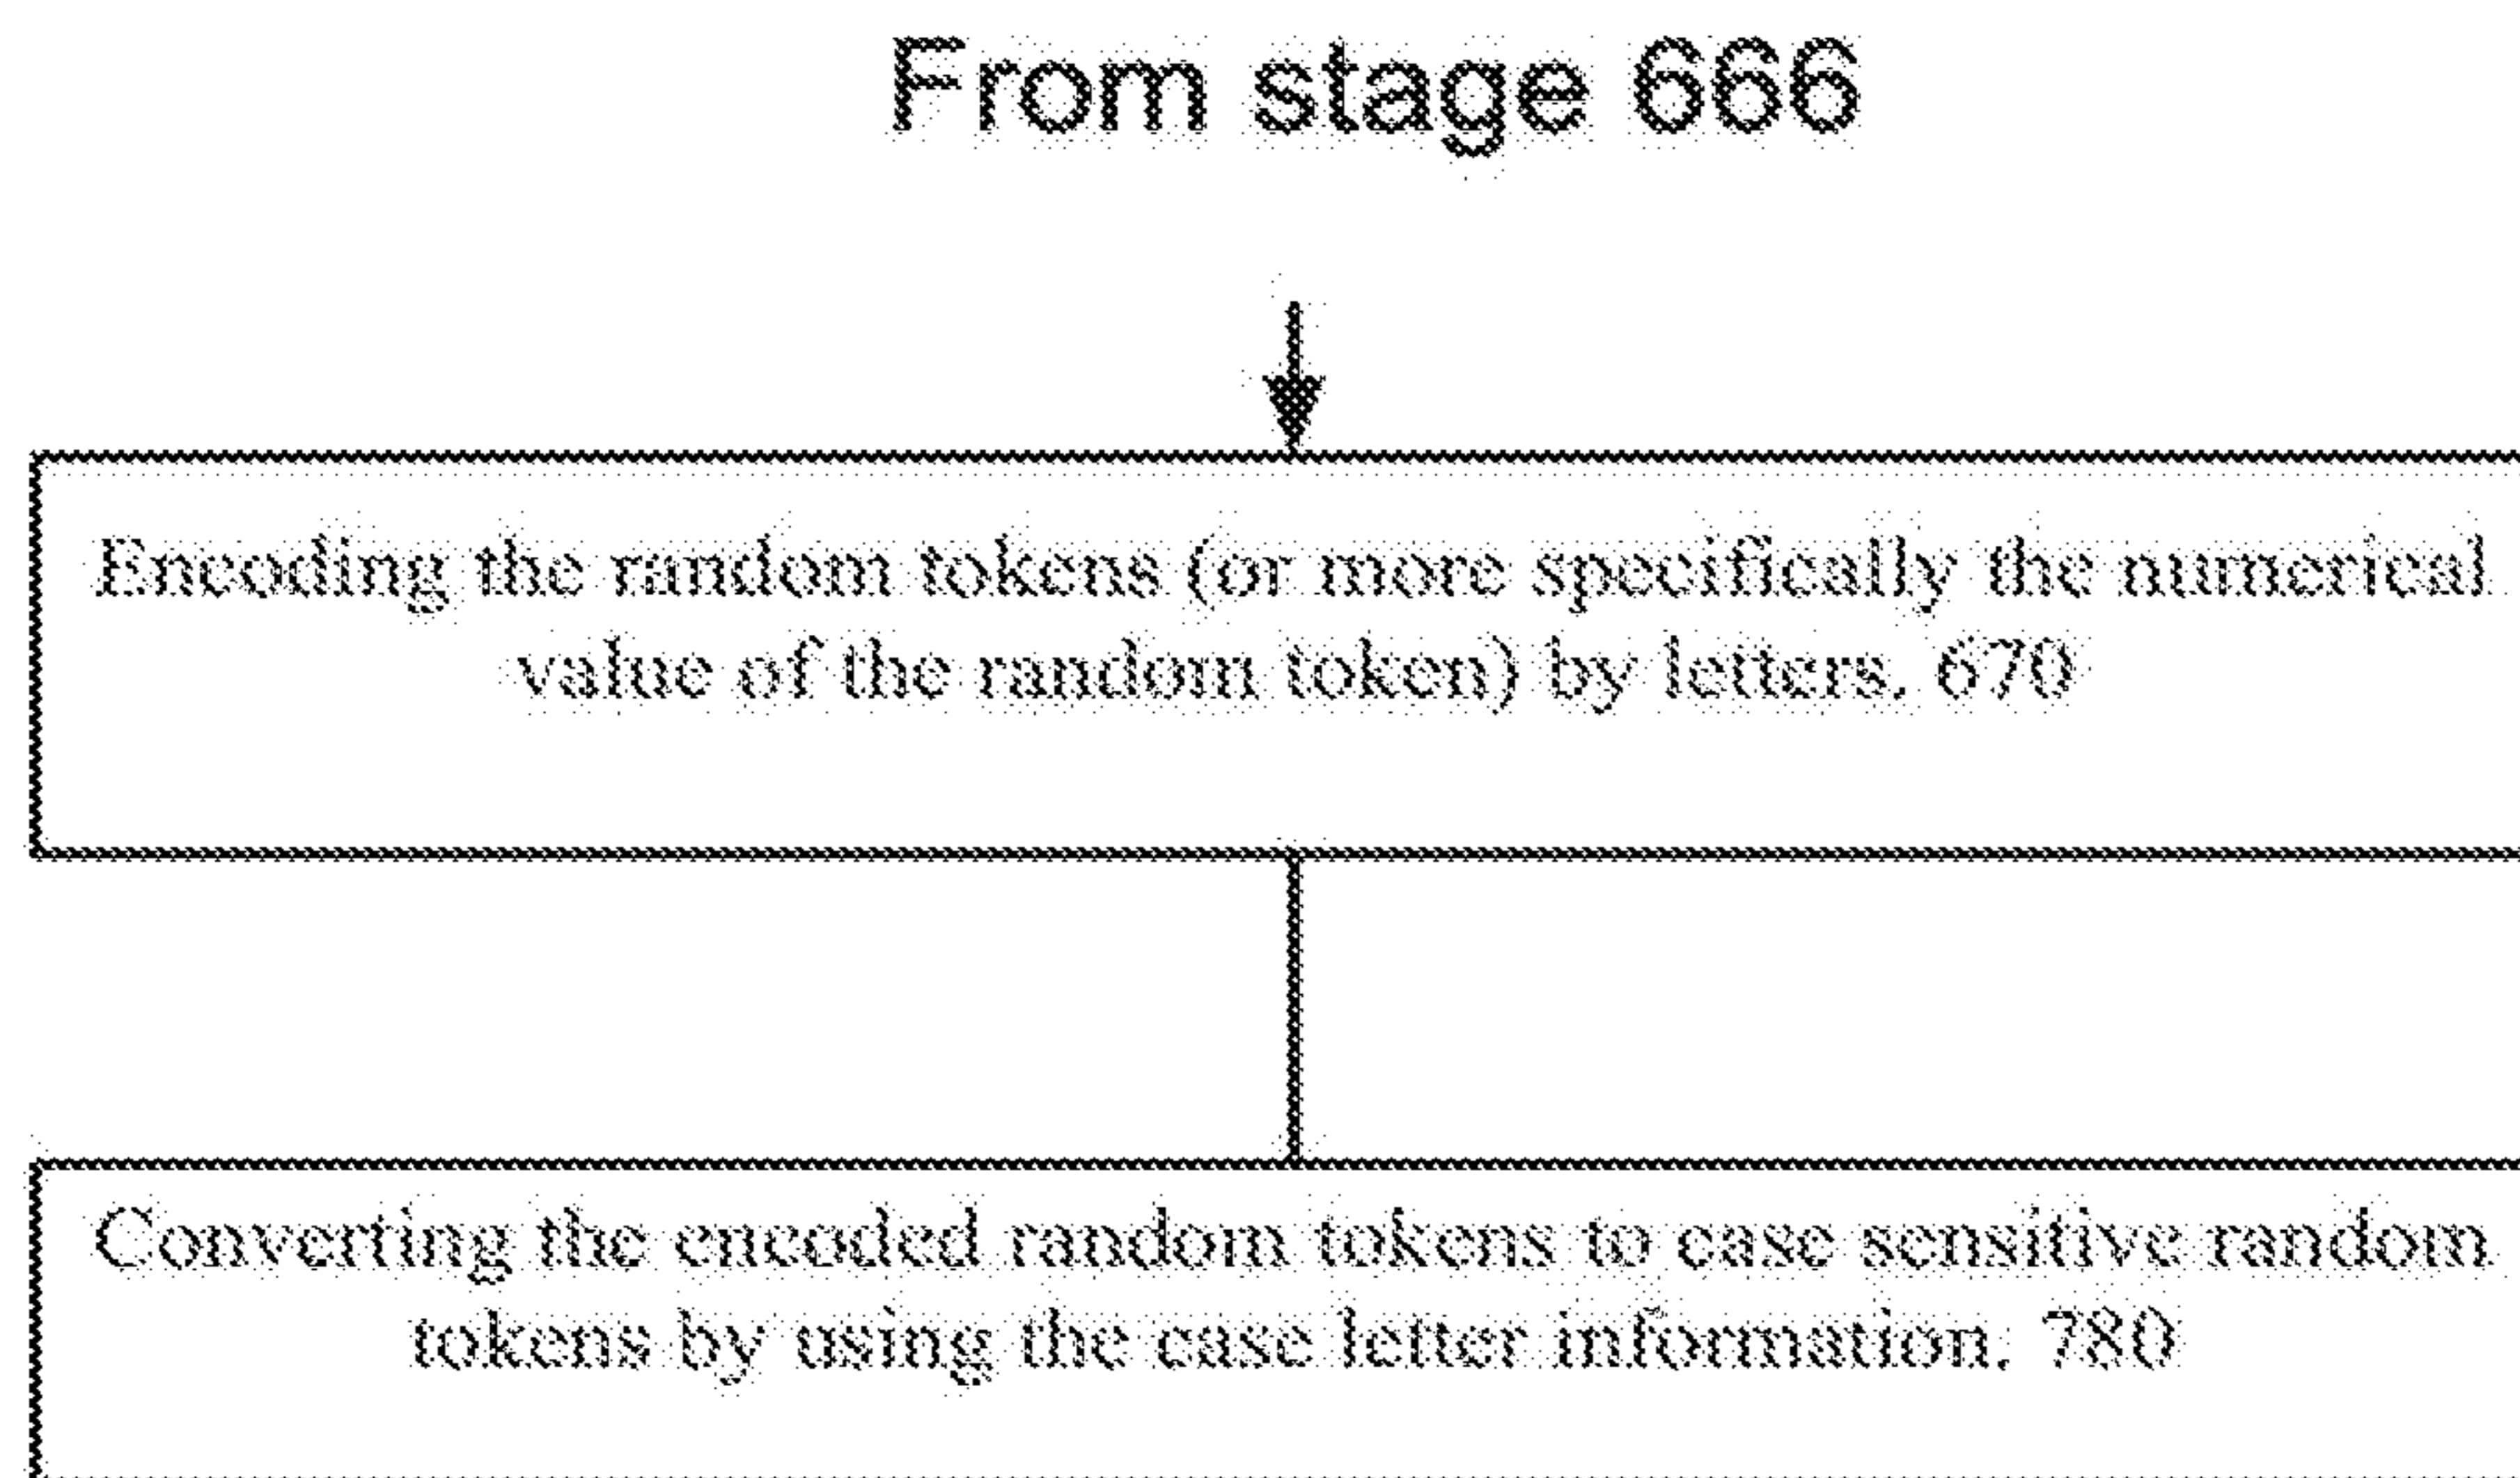 From stage 666
Encoding the random tokens (or more specifically the numerical
value of the random token) by letters. 670
Converting the encoded random tokens to case sensitive random
tokens by using the case letter information. 780